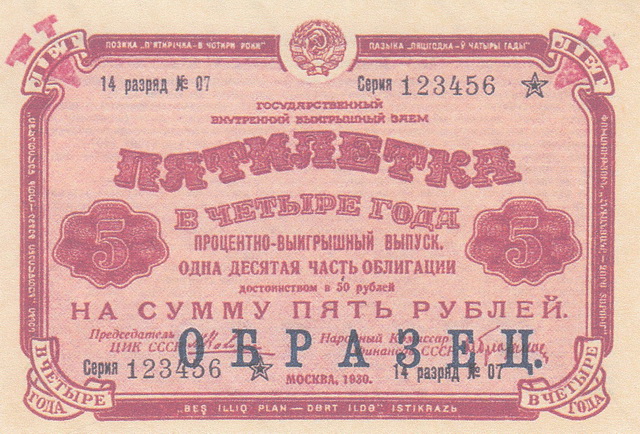 ПОЗИКА „П'ЯТИРІЧКА - В ЧОТИРИ РОКИ"
ПАЗЫКА „ПЯЦІГОДКА - Ў ЧАТЫРЫ ГАДЫ"
ЛЕТ
ЛЕТ
14 разряд № 07
Серия 123456
ГОСУДАРСТВЕННЫЙ
ВНУТРЕННИЙ ВЫИГРЫШНЫЙ ЗАЕМ
ПЯТИЛЕТКА
В ЧЕТЫРЕ ГОДА
5
5
ПРОЦЕНТНО-ВЫИГРЫШНЫЙ ВЫПУСК.
ОДНА ДЕСЯТАЯ ЧАСТЬ ОБЛИГАЦИИ
достоинством в 50 рублей
НА СУММУ ПЯТЬ РУБЛЕЙ.
Председатель
ЦИК СССР
Народный Комиссар
Финансов СССР
ОБРАЗЕЦ.
Серия 123456
МОСКВА, 1930.
14 разряд № 07
В ЧЕТЫРЕ
ГОДА
В ЧЕТЫРЕ
ГОДА
„BEŞ ILLIQ PLAN — DƏRT ILDƏ" ISTIKRAZЬ